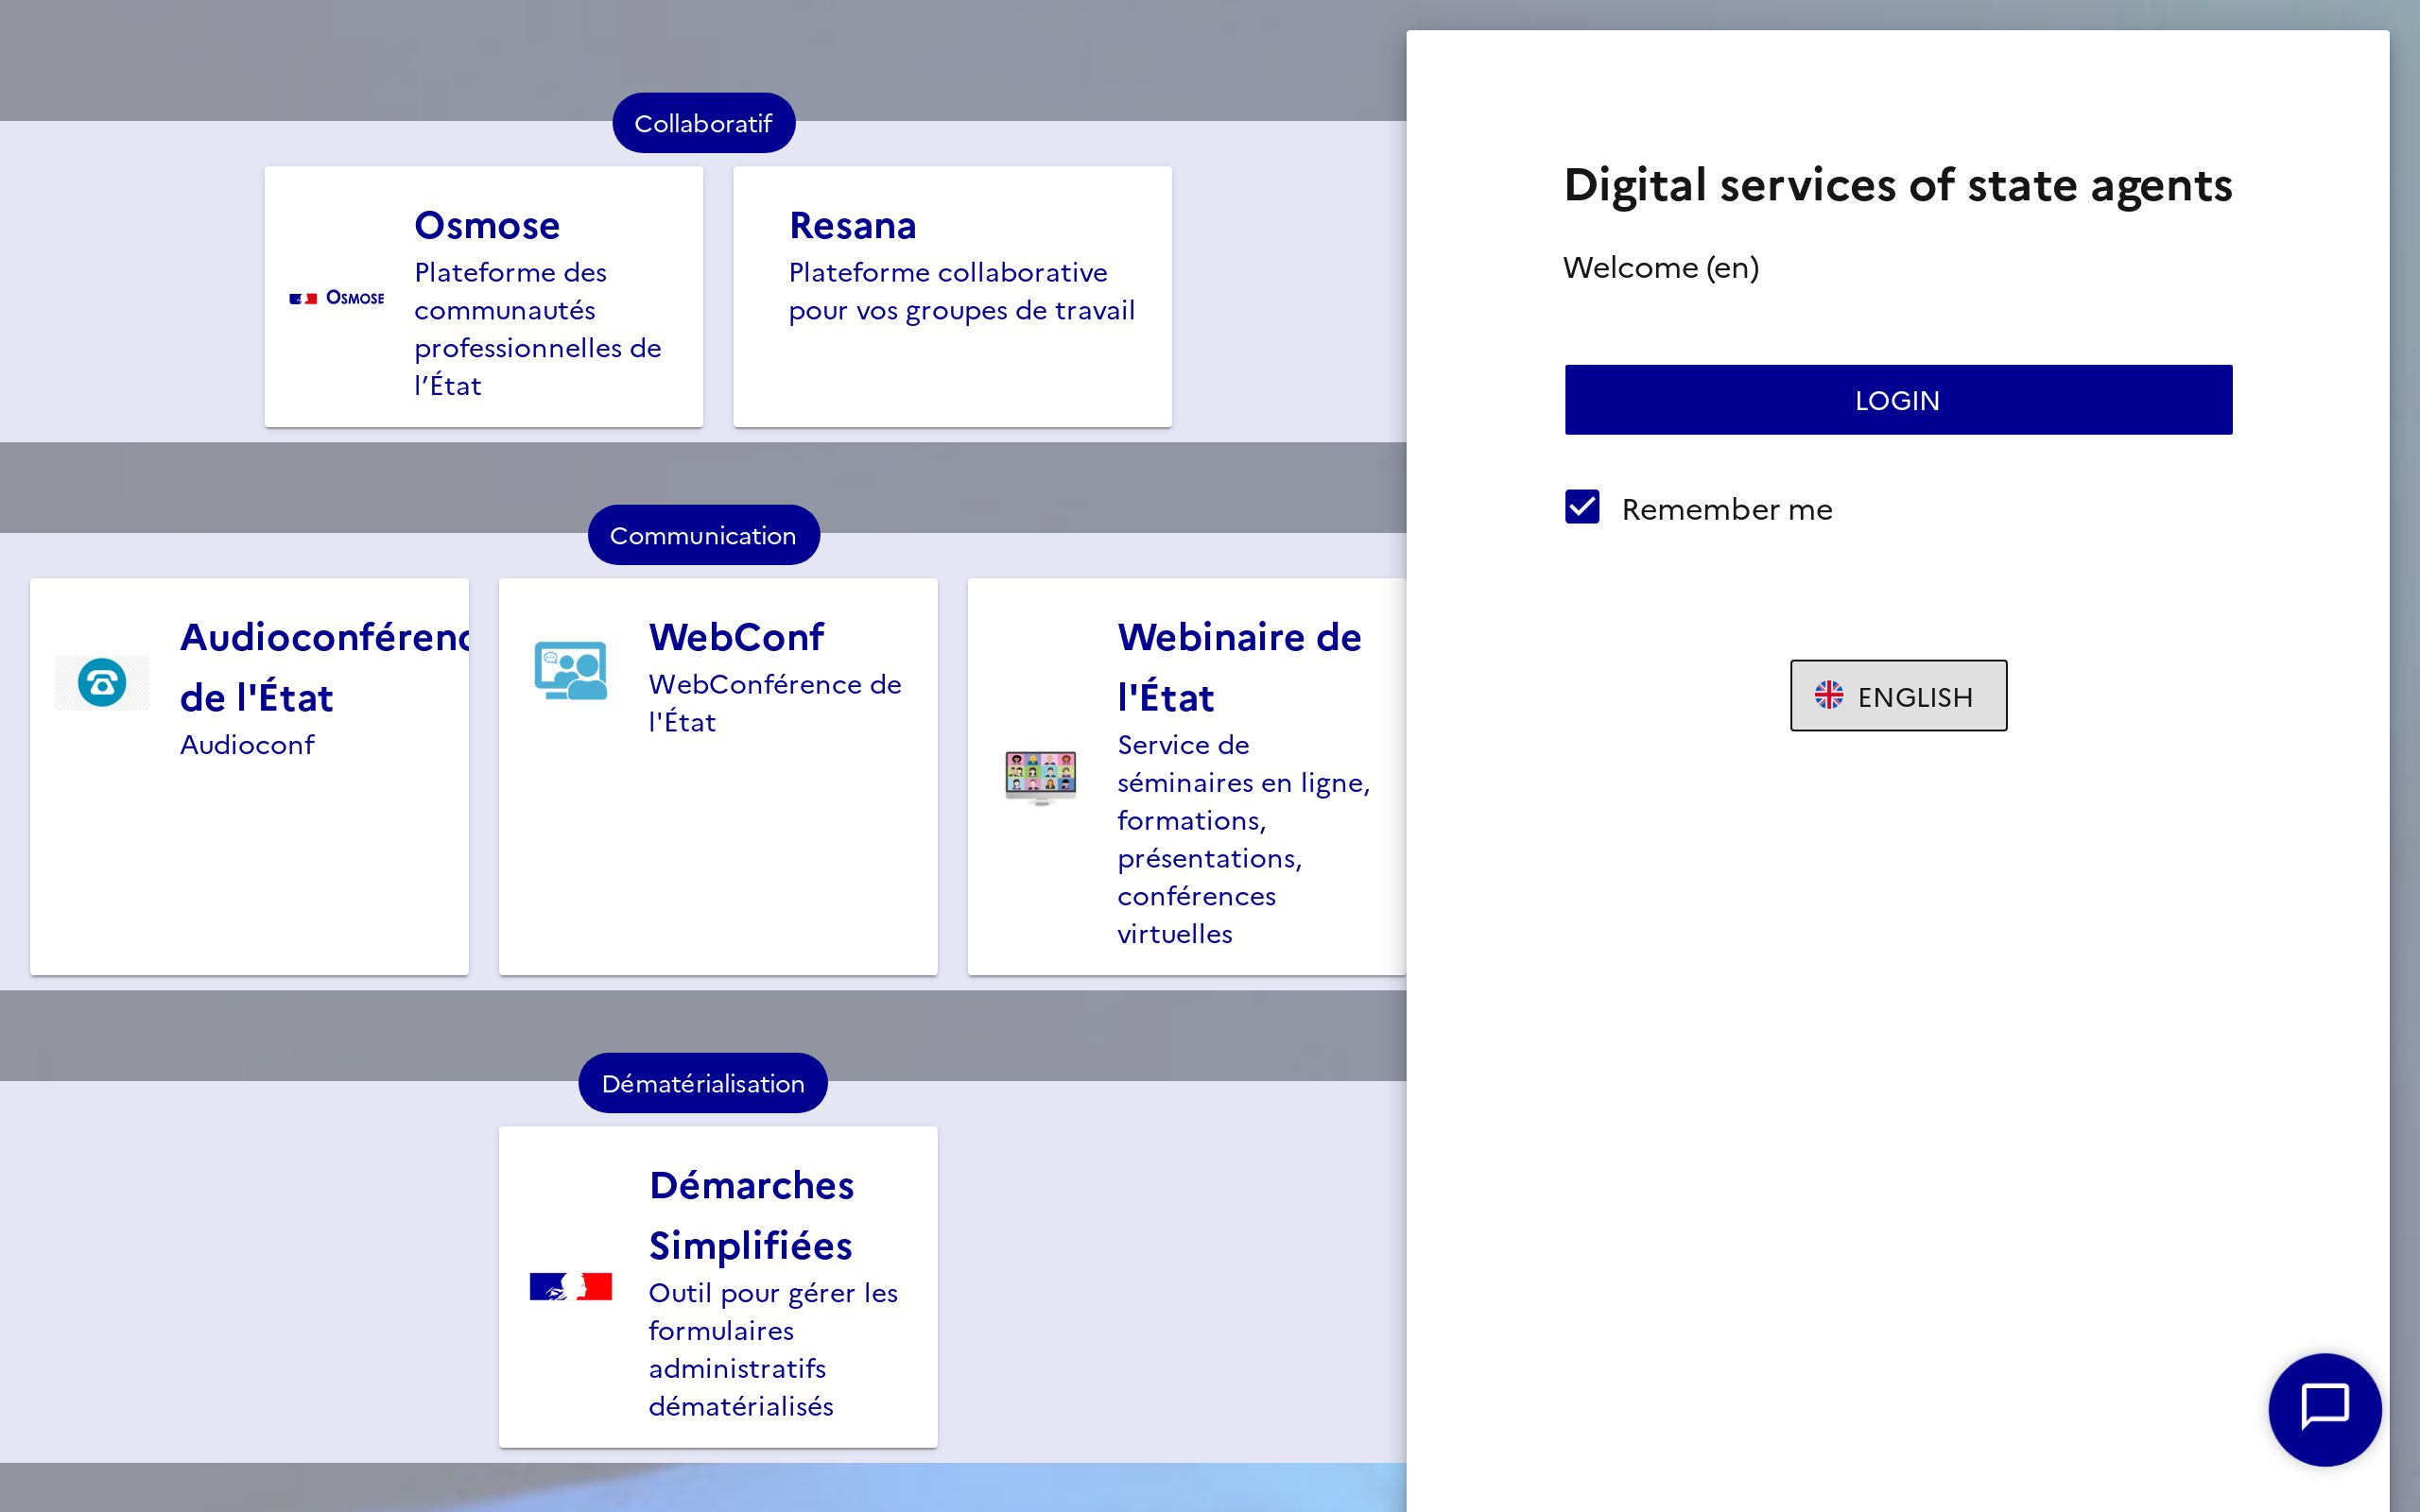 Collaboratif
OSMOSE
Osmose
Plateforme des
communautés
professionnelles de
l’État
Resana
Plateforme collaborative
pour vos groupes de travail
Communication
Audioconférenc
de l'État
Audioconf
WebConf
WebConférence de
l'État
Webinaire de
l'État
Service de
séminaires en ligne,
formations,
présentations,
conférences
virtuelles
Dématérialisation
Démarches
Simplifiées
Outil pour gérer les
formulaires
administratifs
dématérialisés
Digital services of state agents
Welcome (en)
LOGIN
Remember me
ENGLISH